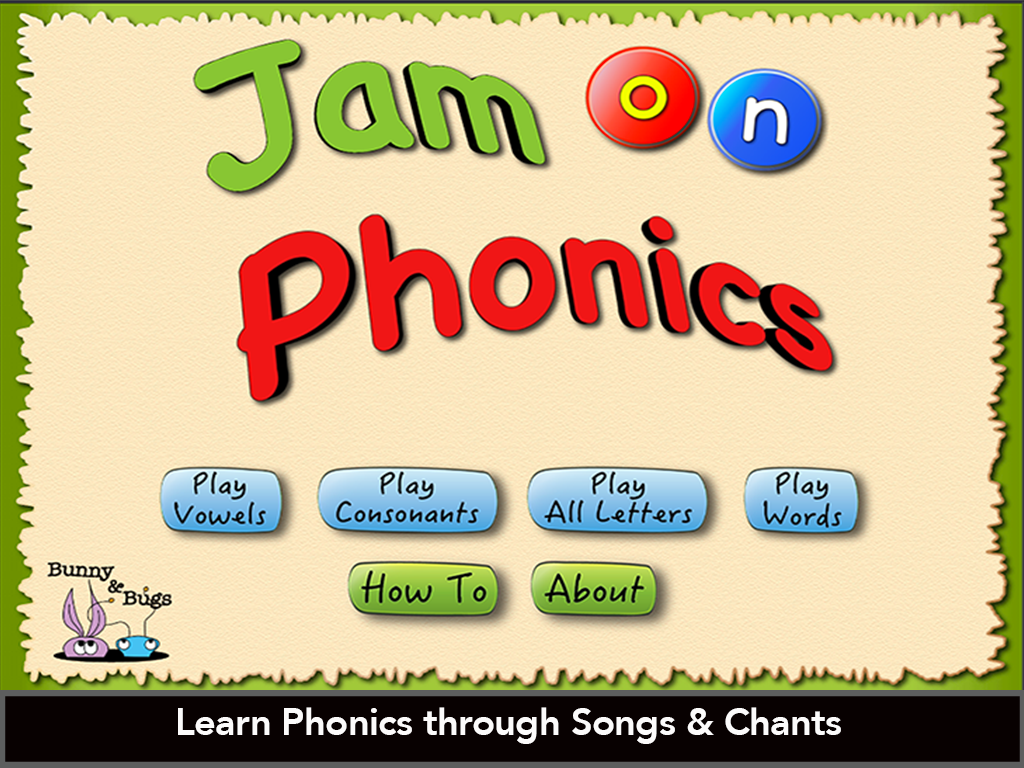 Jam on
Phonics
Play Vowels
Play Consonants
Play All Letters
Play Words
How To
About
Bunny
&
Bugs
Learn Phonics through Songs & Chants